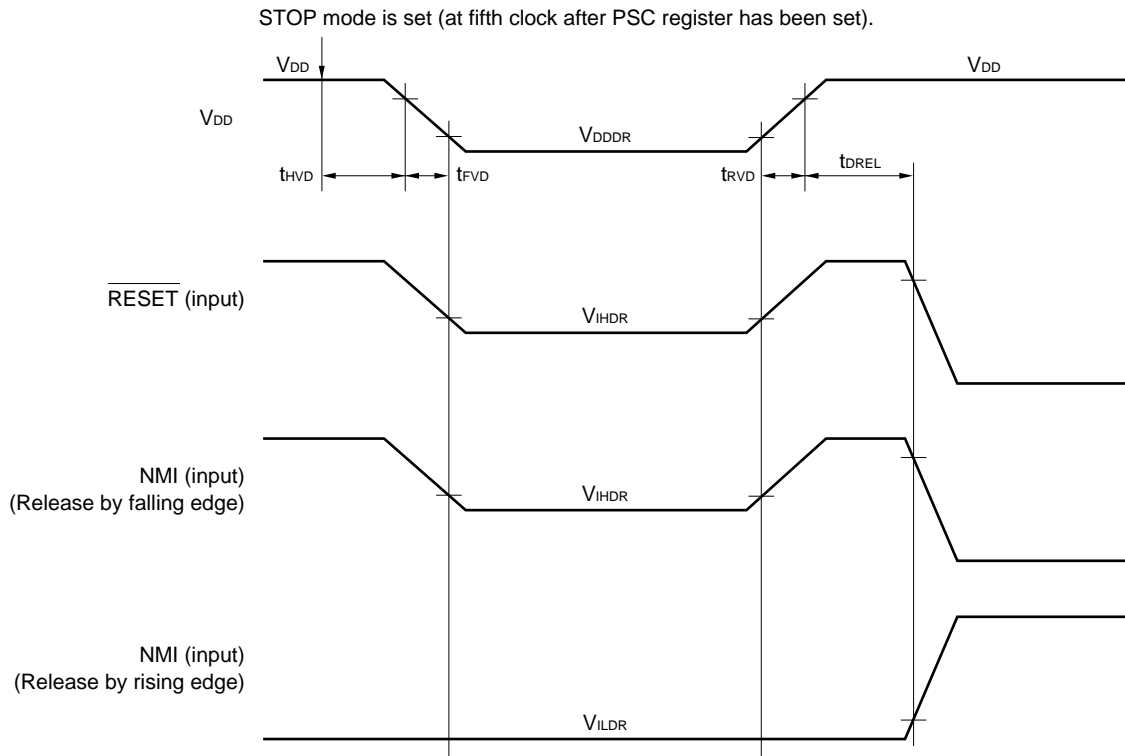 STOP mode is set (at fifth clock after PSC register has been set).
VDD
VDD
VDD
VDDDR
tHVD
tFVD
tRVD
tDREL
RESET (input)
VIHDR
NMI (input)
(Release by falling edge)
VIHDR
NMI (input)
(Release by rising edge)
VILDR